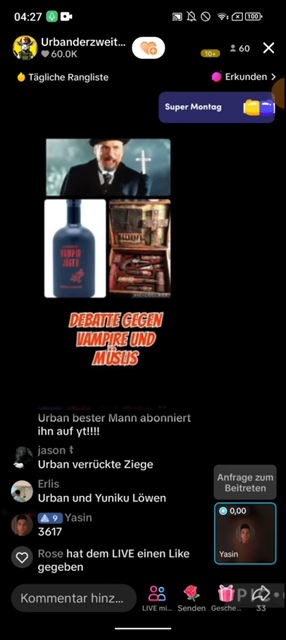 04:27
100
Urbanderzweit...
60.0K
10+
60
Tägliche Rangliste
Erkunden >
Super Montag
VAMPIR
JÄGER
DEBATTE GEGEN
VAMPIRE UND
MÜSLIS
Urban bester Mann abonniert
ihn auf yt!!!!
jason
Urban verrückte Ziege
Erlis
Urban und Yuniku Löwen
Anfrage zum
Beitreten
9 Yasin
3617
0,00
Yasin
Rose hat dem LIVE einen Like
gegeben
Kommentar hinz...
LIVE mi...
Senden
Gesche...
33